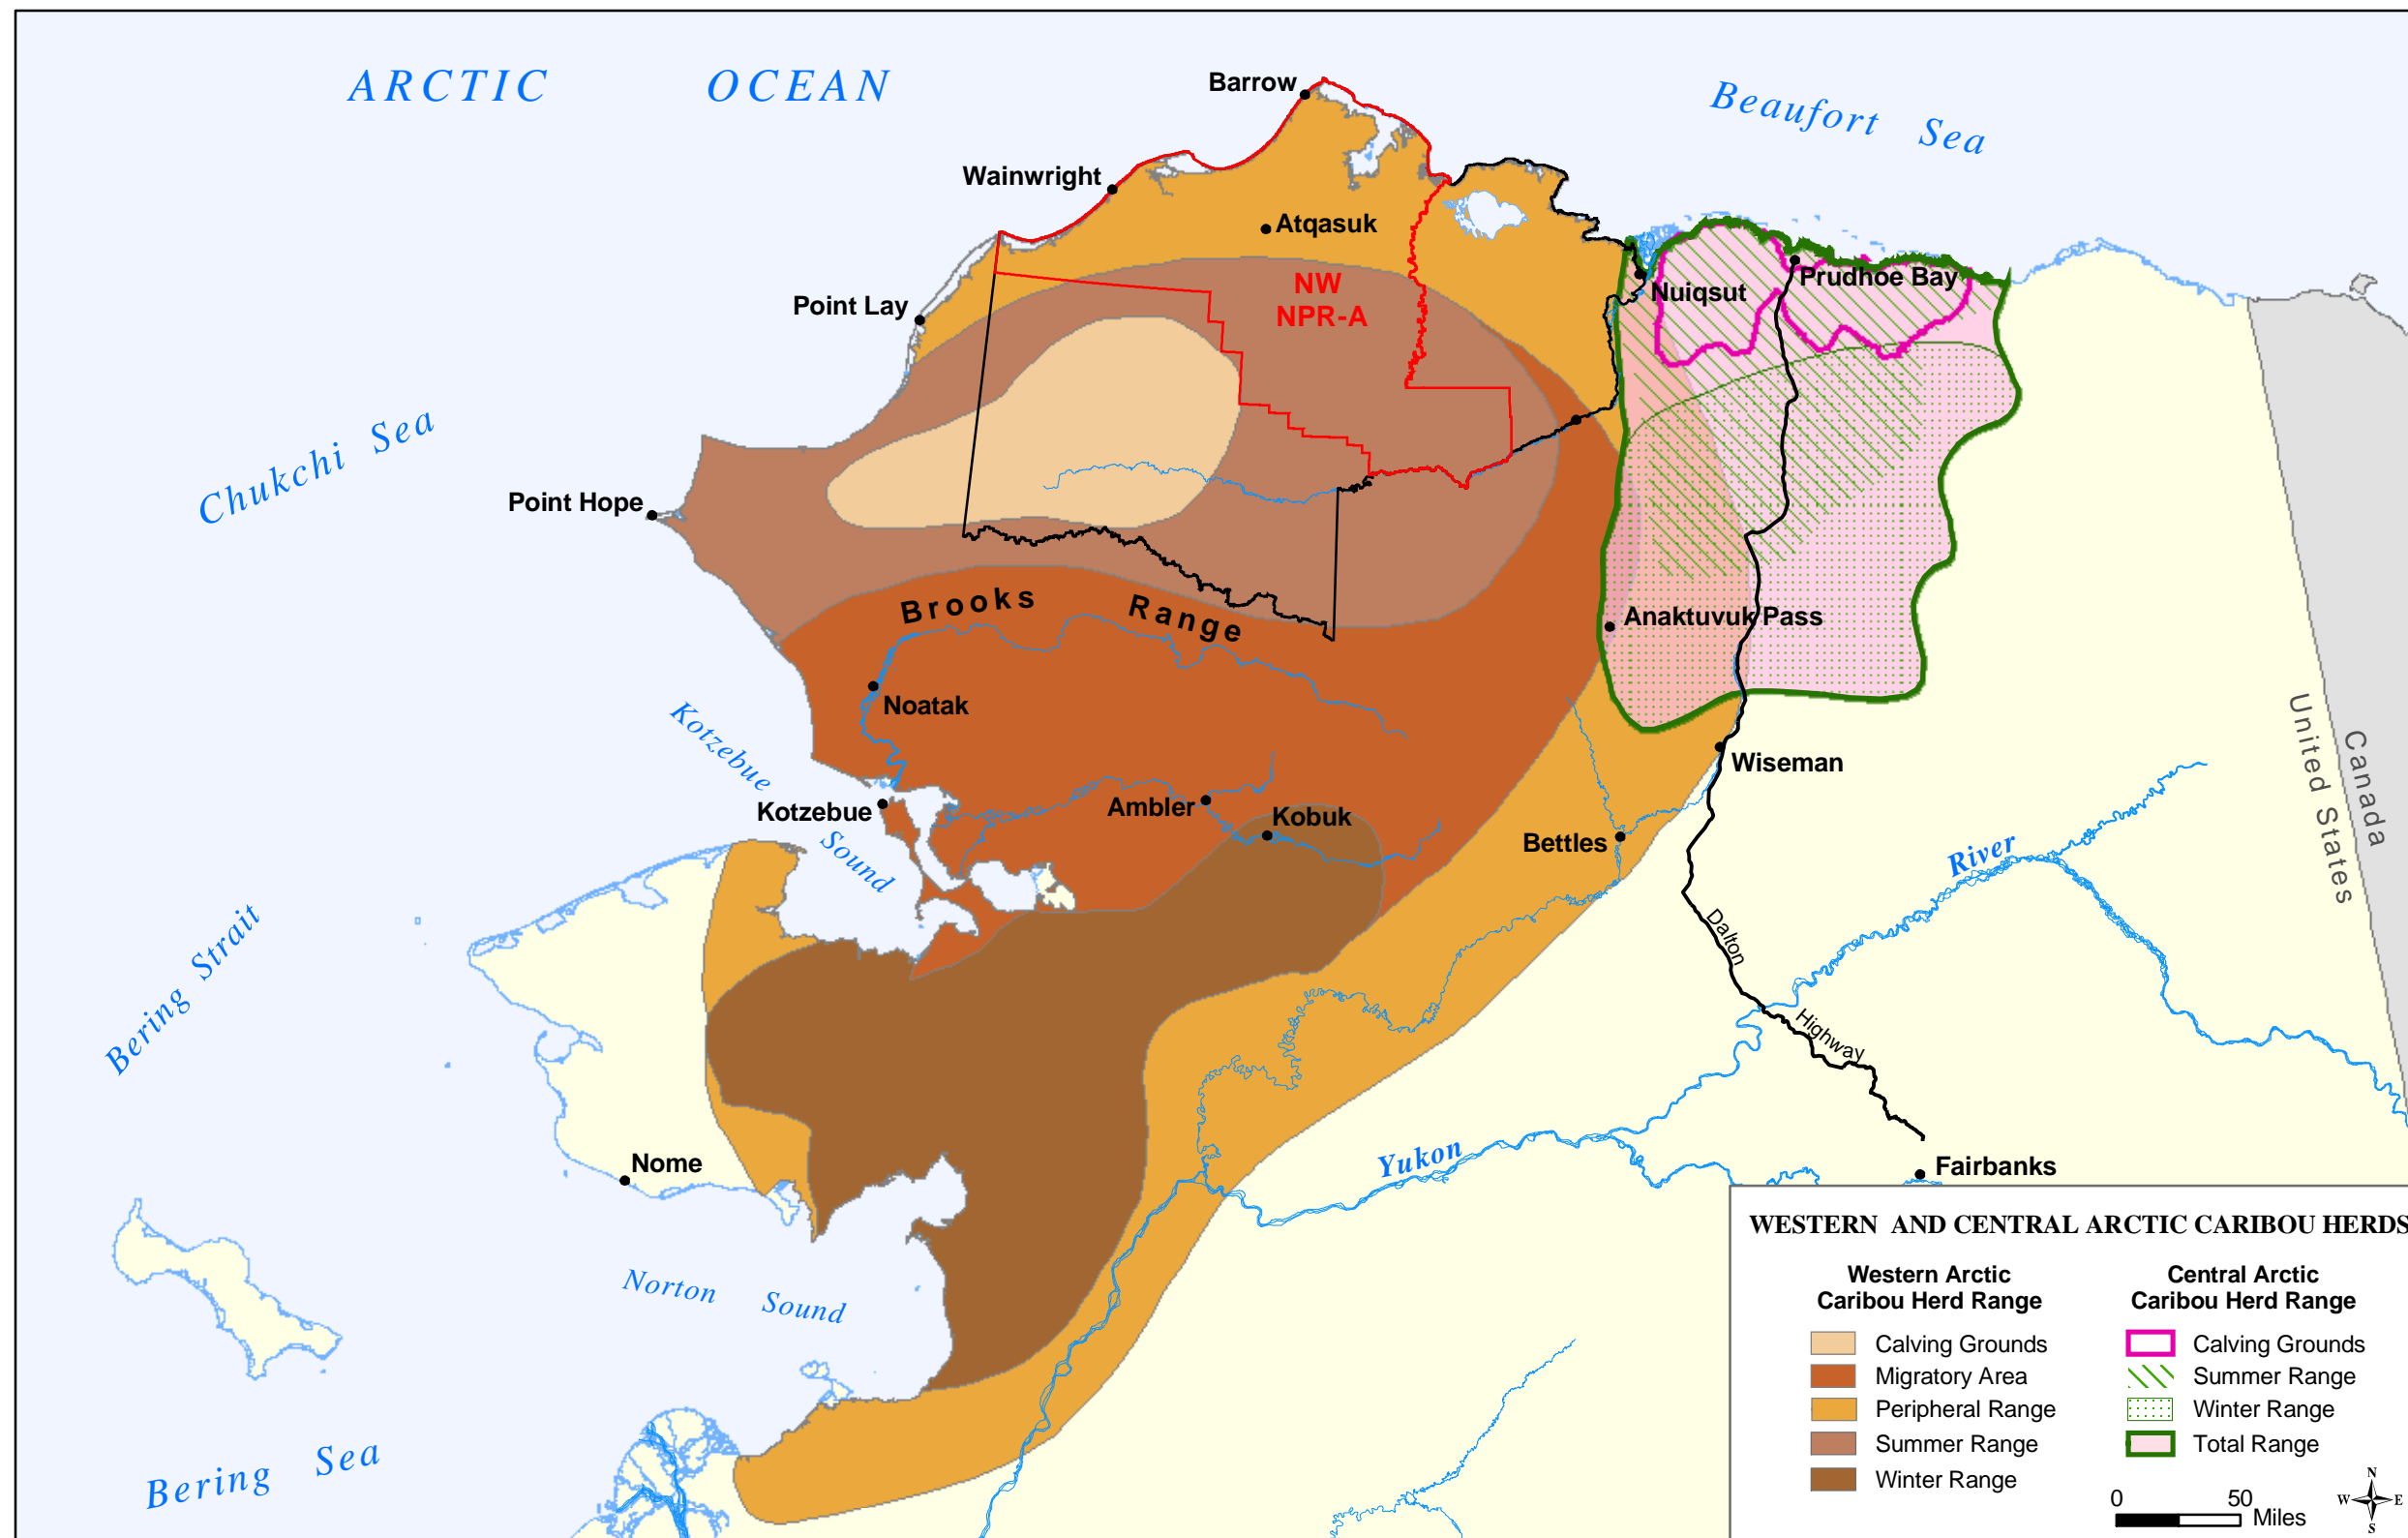 ARCTIC OCEAN
Beaufort Sea
Barrow
Wainwright
Atqasuk
NW
NPR-A
Nuiqsut
Prudhoe Bay
Point Lay
Chukchi Sea
Point Hope
Brooks Range
Anaktuvuk Pass
Noatak
Kotzebue
Sound
Kotzebue
Ambler
Kobuk
Wiseman
Bettles
United States
Canada
River
Dalton
Highway
Bering Strait
Yukon
Nome
Fairbanks
Norton Sound
Bering Sea
WESTERN AND CENTRAL ARCTIC CARIBOU HERDS
Western Arctic
Caribou Herd Range
Calving Grounds
Migratory Area
Peripheral Range
Summer Range
Winter Range
Central Arctic
Caribou Herd Range
Calving Grounds
Summer Range
Winter Range
Total Range
0 50
Miles
N
W E
S